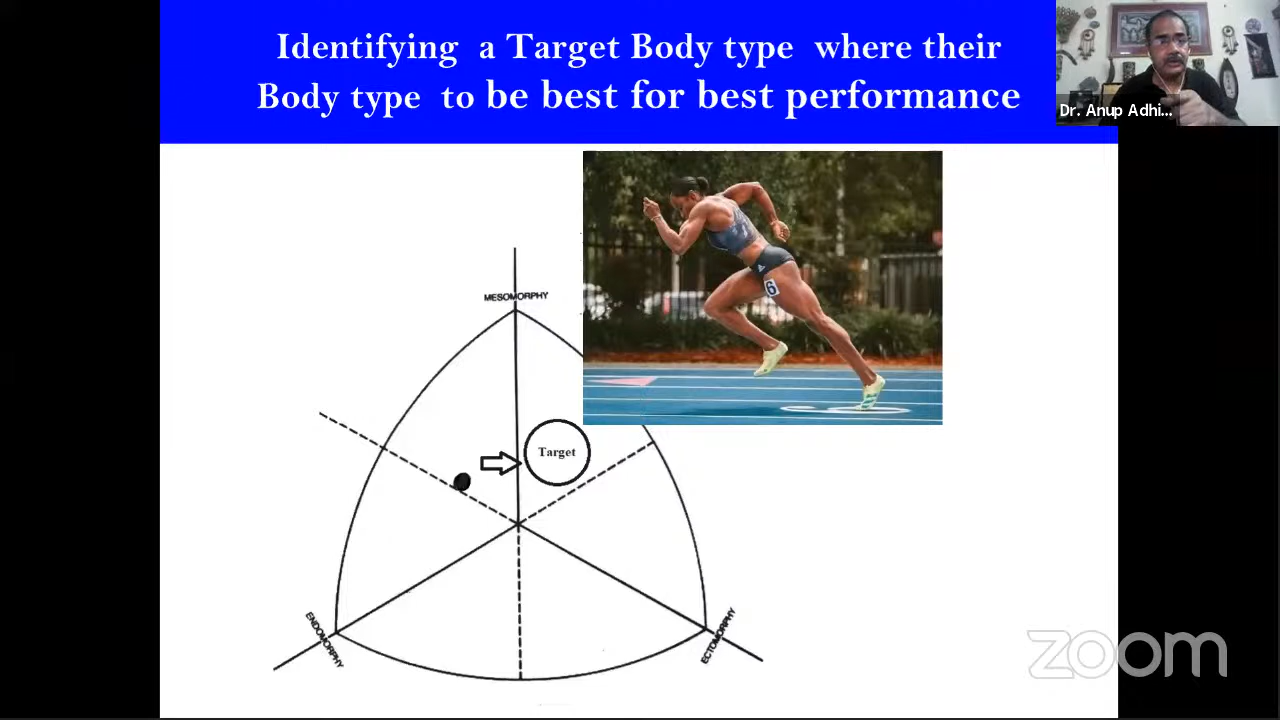 Identifying a Target Body type where their
Body type to be best for best performance
Dr. Anup Adhi...
6
MESOMORPHY
Target
ENDOMORPHY
ECTOMORPHY
zoom